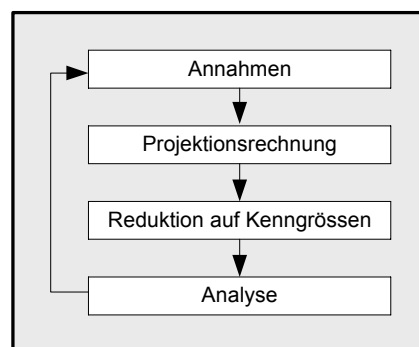 Annahmen
Projektionsrechnung
Reduktion auf Kenngrössen
Analyse